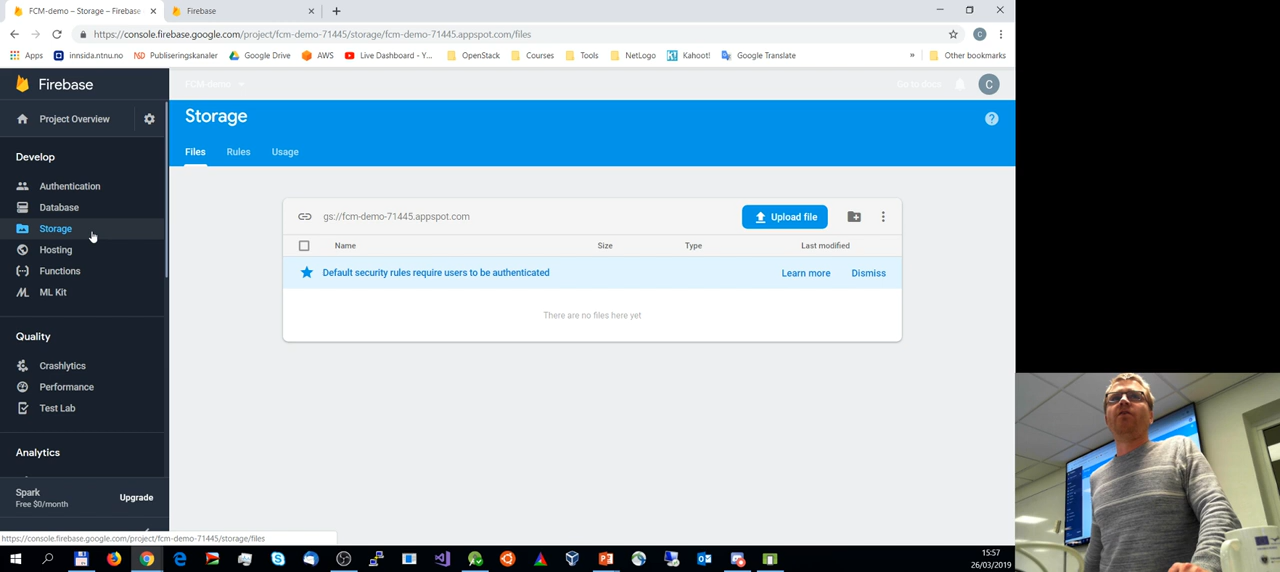 FCM-demo – Storage – Firebase
Firebase
https://console.firebase.google.com/project/fcm-demo-71445/storage/fcm-demo-71445.appspot.com/files
Apps
innsida.ntnu.no
Publiseringskanaler
Google Drive
AWS
Live Dashboard - Y...
OpenStack
Courses
Tools
NetLogo
Kahoot!
Google Translate
»
Other bookmarks
Firebase
FCM-demo
Go to docs
C
Project Overview
Storage
Files
Rules
Usage
Develop
Authentication
Database
Storage
Hosting
Functions
ML Kit
Quality
Crashlytics
Performance
Test Lab
Analytics
Spark
Free $0/month
Upgrade
gs://fcm-demo-71445.appspot.com
Upload file
Name
Size
Type
Last modified
Default security rules require users to be authenticated
Learn more
Dismiss
There are no files here yet
https://console.firebase.google.com/project/fcm-demo-71445/storage/files
15:57
26/03/2019